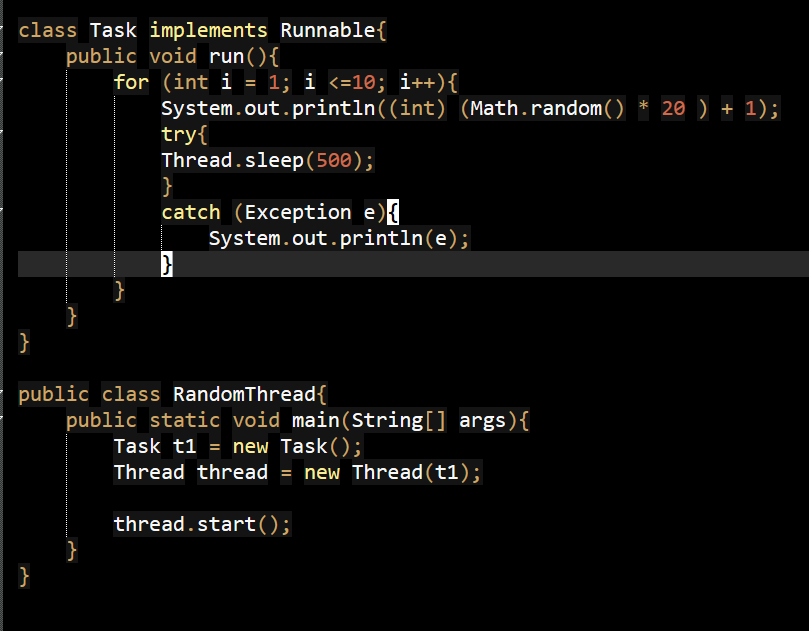 class Task implements Runnable{
    public void run(){
        for (int i = 1; i <=10; i++){
            System.out.println((int) (Math.random() * 20 ) + 1);
            try{
            Thread.sleep(500);
            }
            catch (Exception e){
                System.out.println(e);
            }
        }
    }
}

public class RandomThread{
    public static void main(String[] args){
        Task t1 = new Task();
        Thread thread = new Thread(t1);

        thread.start();
    }
}